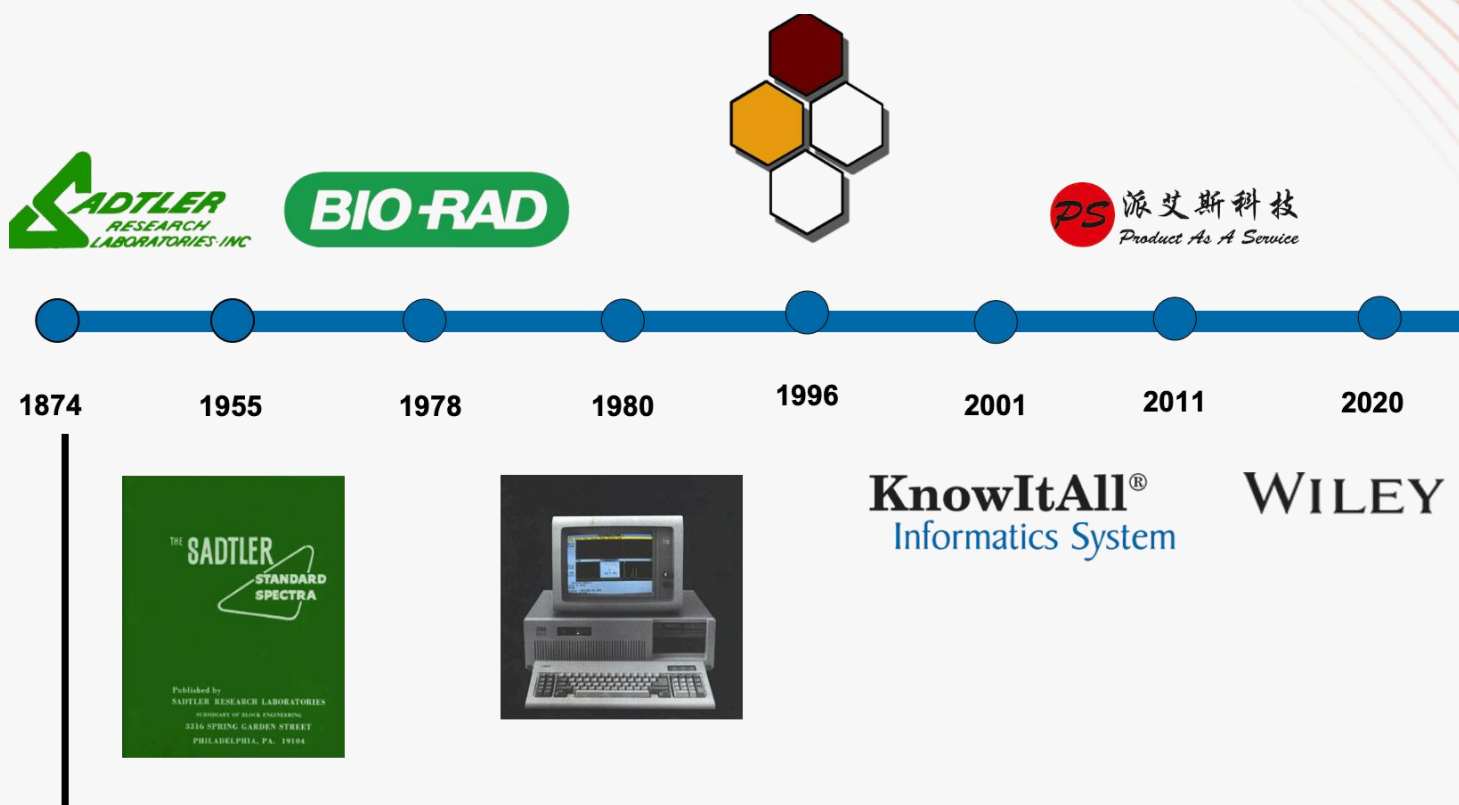 SADTLER
RESEARCH
LABORATORIES·INC
BIO-RAD
PS 派艾斯科技
Product As A Service
1874
1955
1978
1980
1996
2001
2011
2020
THE SADTLER
STANDARD
SPECTRA
Published by
SADTLER RESEARCH LABORATORIES
SUBSIDIARY OF BLOCK ENGINEERING
3316 SPRING GARDEN STREET
PHILADELPHIA, PA. 19104
KnowItAll®
Informatics System
WILEY